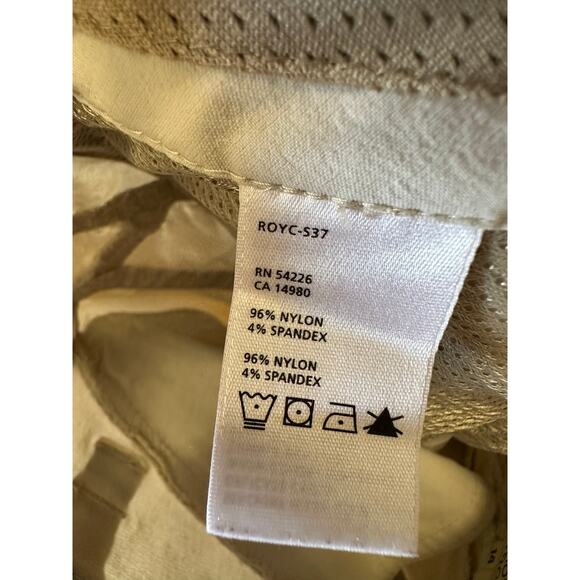 ROYC-S37
RN 54226
CA 14980
96% NYLON
4% SPANDEX
96% NYLON
4% SPANDEX